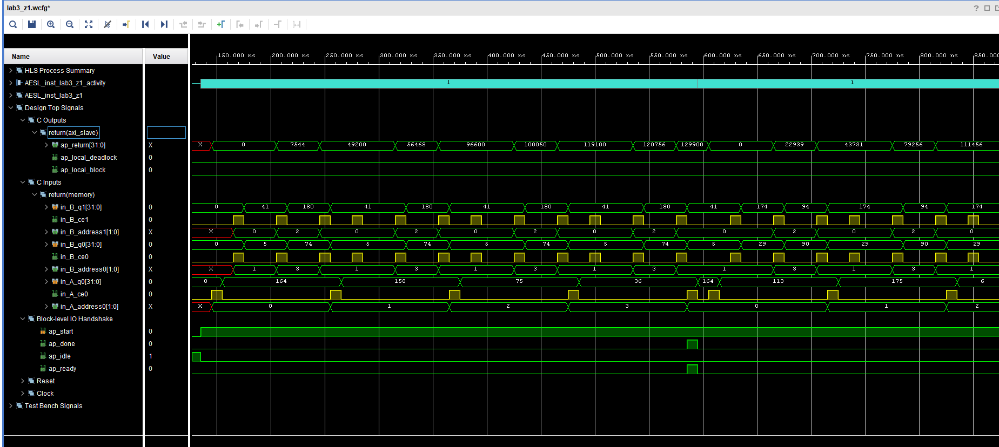 lab3_z1.wcfg*
Name Value
150.000 ns 200.000 ns 250.000 ns 300.000 ns 350.000 ns 400.000 ns 450.000 ns 500.000 ns 550.000 ns 600.000 ns 650.000 ns 700.000 ns 750.000 ns 800.000 ns 850.000
HLS Process Summary
AESL_inst_lab3_z1_activity 1 1
AESL_inst_lab3_z1
Design Top Signals
C Outputs
return(axi_slave)
ap_return[31:0] X X 0 7544 49200 56468 96600 100050 119100 120756 129900 0 22939 43731 79256 111456
ap_local_deadlock 0
ap_local_block 0
C Inputs
return(memory)
in_B_q1[31:0] 0 0 41 180 41 180 41 180 41 180 41 174 94 174 94 174
in_B_ce1 0
in_B_address1[1:0] X X 0 2 0 2 0 2 0 2 0 2 0 2 0
in_B_q0[31:0] 0 0 5 74 5 74 5 74 5 74 5 29 90 29 90 29
in_B_ce0 0
in_B_address0[1:0] X X 1 3 1 3 1 3 1 3 1 3 1 3 1
in_A_q0[31:0] 0 0 164 158 75 36 164 113 175 6
in_A_ce0 0
in_A_address0[1:0] X X 0 1 2 3 0 1 2
Block-level IO Handshake
ap_start 0
ap_done 0
ap_idle 1
ap_ready 0
Reset
Clock
Test Bench Signals